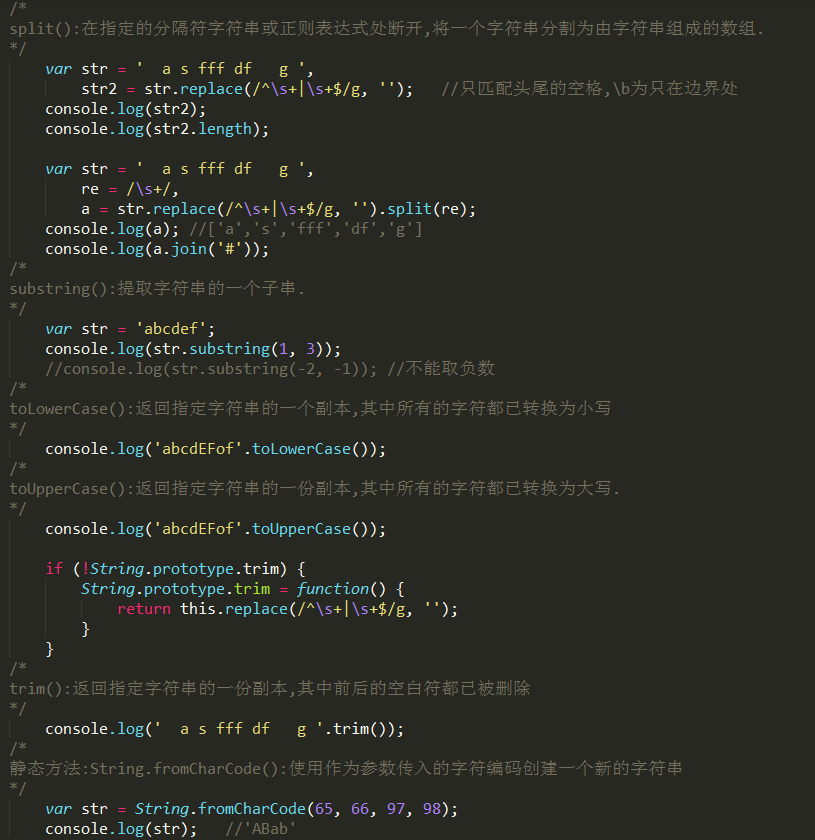 /*
split():在指定的分隔符字符串或正则表达式处断开,将一个字符串分割为由字符串组成的数组.
*/
    var str = '  a s fff df   g ',
        str2 = str.replace(/^\s+|\s+$/g, '');   //只匹配头尾的空格,\b为只在边界处
    console.log(str2);
    console.log(str2.length);

    var str = '  a s fff df   g ',
        re = /\s+/,
        a = str.replace(/^\s+|\s+$/g, '').split(re);
    console.log(a); //['a','s','fff','df','g']
    console.log(a.join('#'));
/*
substring():提取字符串的一个子串.
*/
    var str = 'abcdef';
    console.log(str.substring(1, 3));
    //console.log(str.substring(-2, -1)); //不能取负数
/*
toLowerCase():返回指定字符串的一个副本,其中所有的字符都已转换为小写
*/
    console.log('abcdEFof'.toLowerCase());
/*
toUpperCase():返回指定字符串的一份副本,其中所有的字符都已转换为大写.
*/
    console.log('abcdEFof'.toUpperCase());

    if (!String.prototype.trim) {
        String.prototype.trim = function() {
            return this.replace(/^\s+|\s+$/g, '');
        }
    }
/*
trim():返回指定字符串的一份副本,其中前后的空白符都已被删除
*/
    console.log('  a s fff df   g '.trim());
/*
静态方法:String.fromCharCode():使用作为参数传入的字符编码创建一个新的字符串
*/
    var str = String.fromCharCode(65, 66, 97, 98);
    console.log(str);   //'ABab'